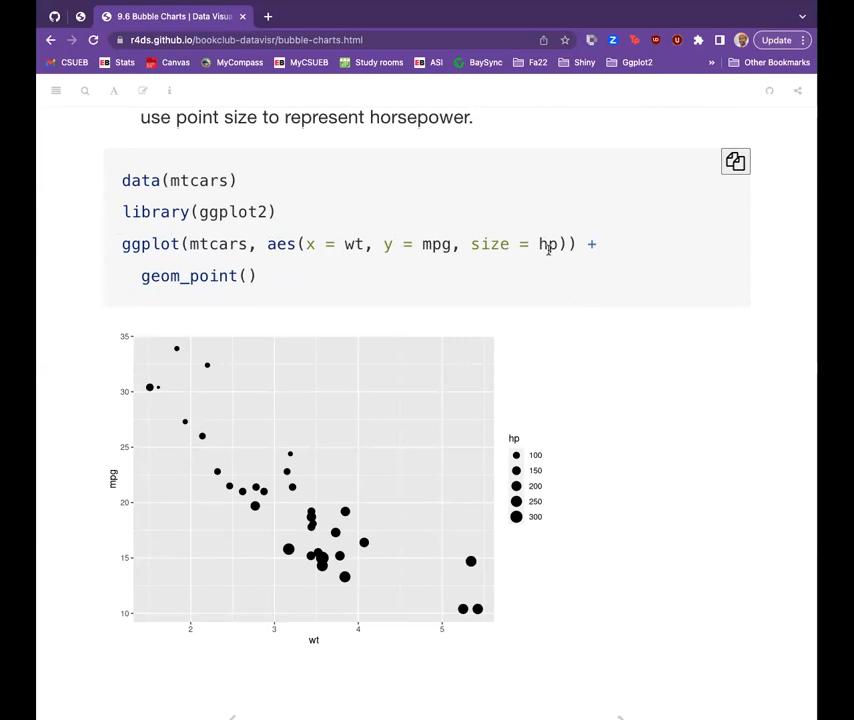 9.6 Bubble Charts | Data Visua
r4ds.github.io/bookclub-datavisr/bubble-charts.html
Update
CSUEB
Stats
Canvas
MyCompass
MyCSUEB
Study rooms
ASI
BaySync
Fa22
Shiny
Ggplot2
»
Other Bookmarks
use point size to represent horsepower.
data(mtcars)
library(ggplot2)
ggplot(mtcars, aes(x = wt, y = mpg, size = hp)) +
geom_point()
35
30
25
20
15
10
mpg
2
3
4
5
wt
hp
100
150
200
250
300